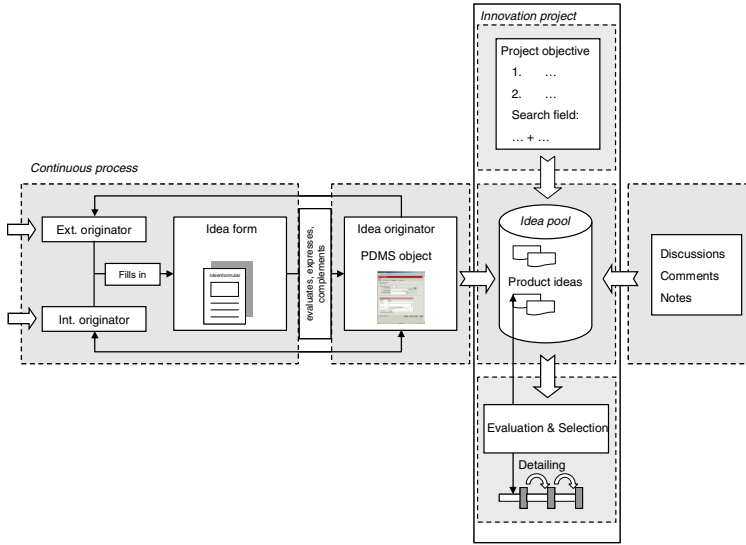 Innovation project
Project objective
1. ...
2. ...
Search field:
... + ...
Continuous process
Ext. originator
Fills in
Int. originator
Idea form
Ideenformular
evaluates, expresses,
complements
Idea originator
PDMS object
Idea pool
Product ideas
Discussions
Comments
Notes
Evaluation & Selection
Detailing